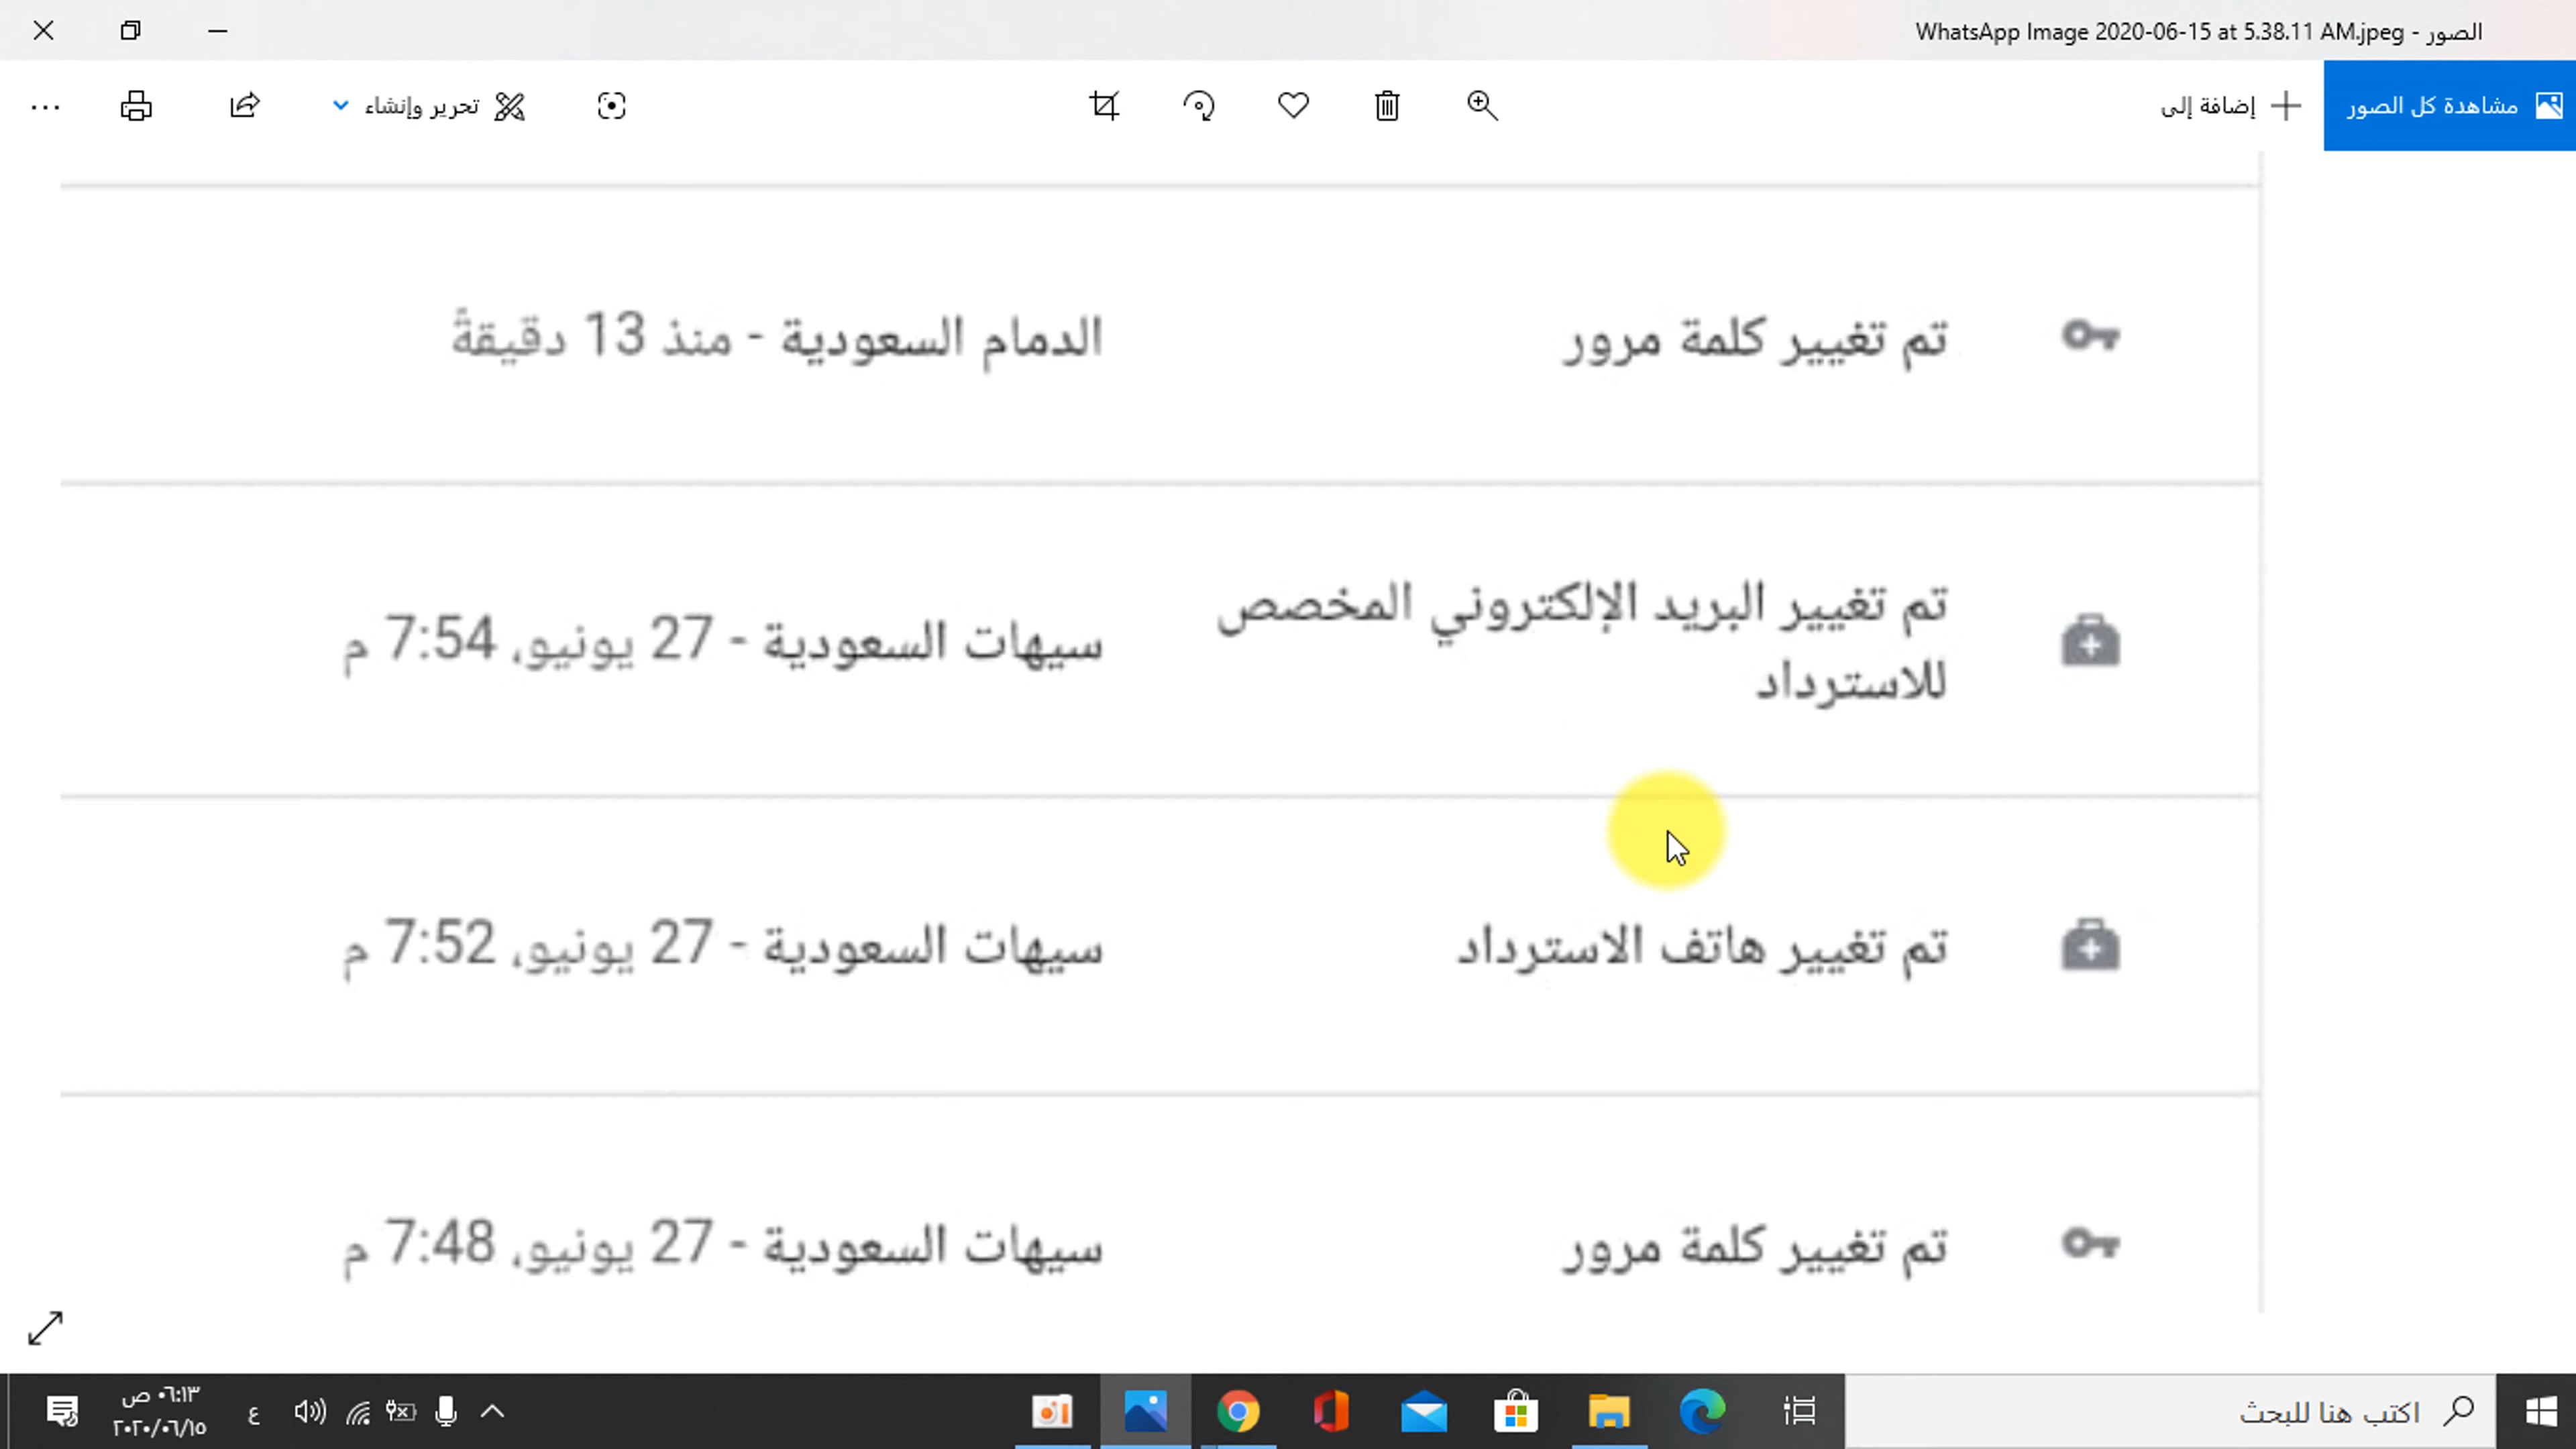 الصور - WhatsApp Image 2020-06-15 at 5.38.11 AM.jpeg
مشاهدة كل الصور
إضافة إلى
تحرير وإنشاء
تم تغيير كلمة مرور
الدمام السعودية - منذ 13 دقيقةً
تم تغيير البريد الإلكتروني المخصص
للاسترداد
سيهات السعودية - 27 يونيو، 7:54 م
تم تغيير هاتف الاسترداد
سيهات السعودية - 27 يونيو، 7:52 م
تم تغيير كلمة مرور
سيهات السعودية - 27 يونيو، 7:48 م
اكتب هنا للبحث
ع
٠٦:١٣ ص
٢٠٢٠/٠٦/١٥